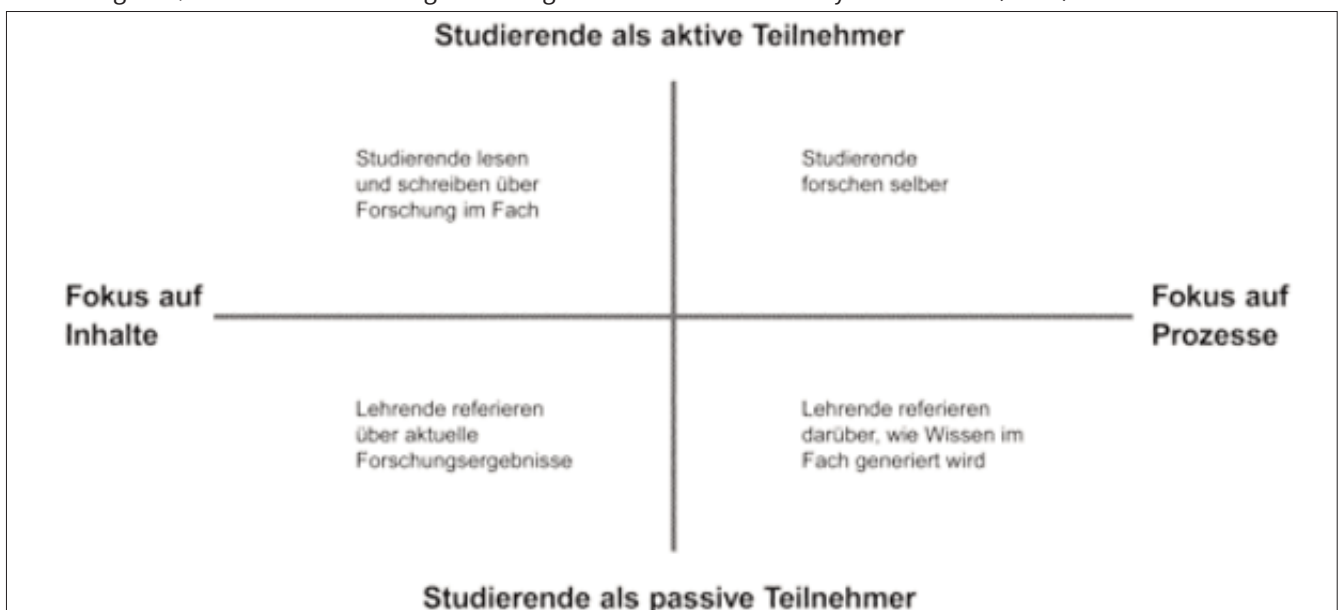 Studierende als aktive Teilnehmer
Studierende lesen
und schreiben über
Forschung im Fach
Studierende
forschen selber
Fokus auf
Inhalte
Fokus auf
Prozesse
Lehrende referieren
über aktuelle
Forschungsergebnisse
Lehrende referieren
darüber, wie Wissen im
Fach generiert wird
Studierende als passive Teilnehmer